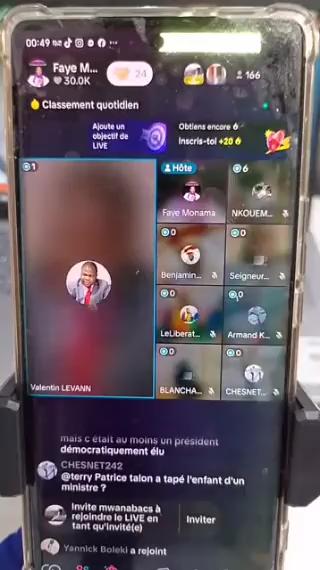 00:49
Faye M...
30.0K
24
166
Classement quotidien
Ajoute un
objectif de
LIVE
Obtiens encore
Inscris-toi +20
1
Hôte
Faye Monama
6
NKOUEM...
0
Benjamin...
0
Seigneur...
0
LeLiberat...
0
Armand K...
0
BLANCHA...
0
CHESNET...
Valentin LEVANN
mais c'était au moins un président
démocratiquement élu
CHESNET242
@terry Patrice talon a tapé l'enfant d'un
ministre ?
Invite mwanabacs à
rejoindre le LIVE en
tant qu'invité(e)
Inviter
Yannick Boleki a rejoint